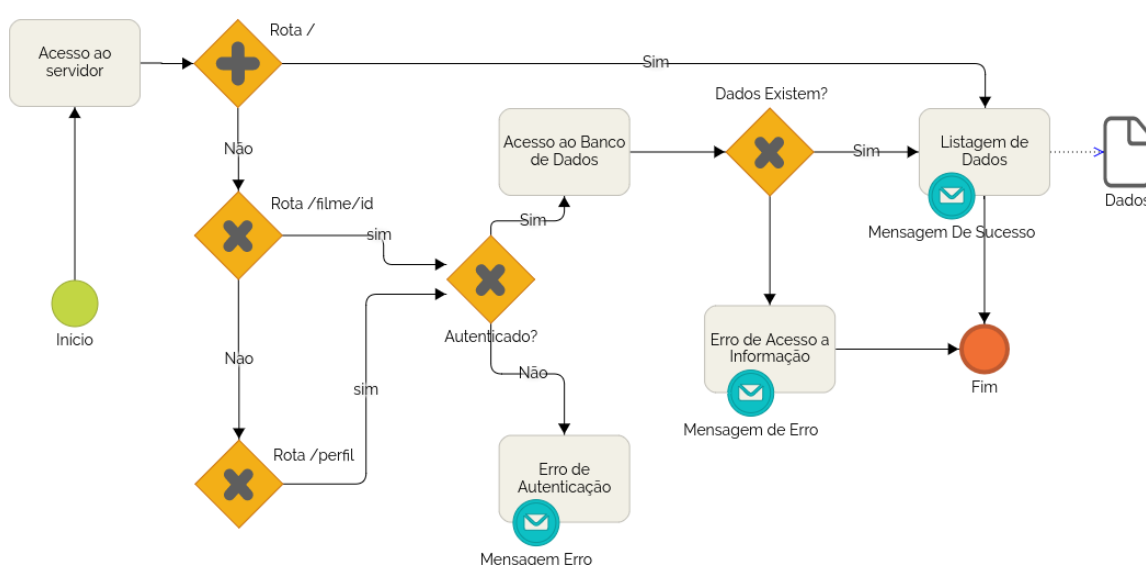 Rota /
Acesso ao
servidor
Sim
Dados Existem?
Não
Acesso ao Banco
de Dados
Sim
Listagem de
Dados
Dados
Rota /filme/id
sim
Sim
Mensagem De Sucesso
Inicio
Autenticado?
Nao
Erro de Acesso a
Informação
Não
sim
Fim
Mensagem de Erro
Rota /perfil
Erro de
Autenticação
Mensagem Erro